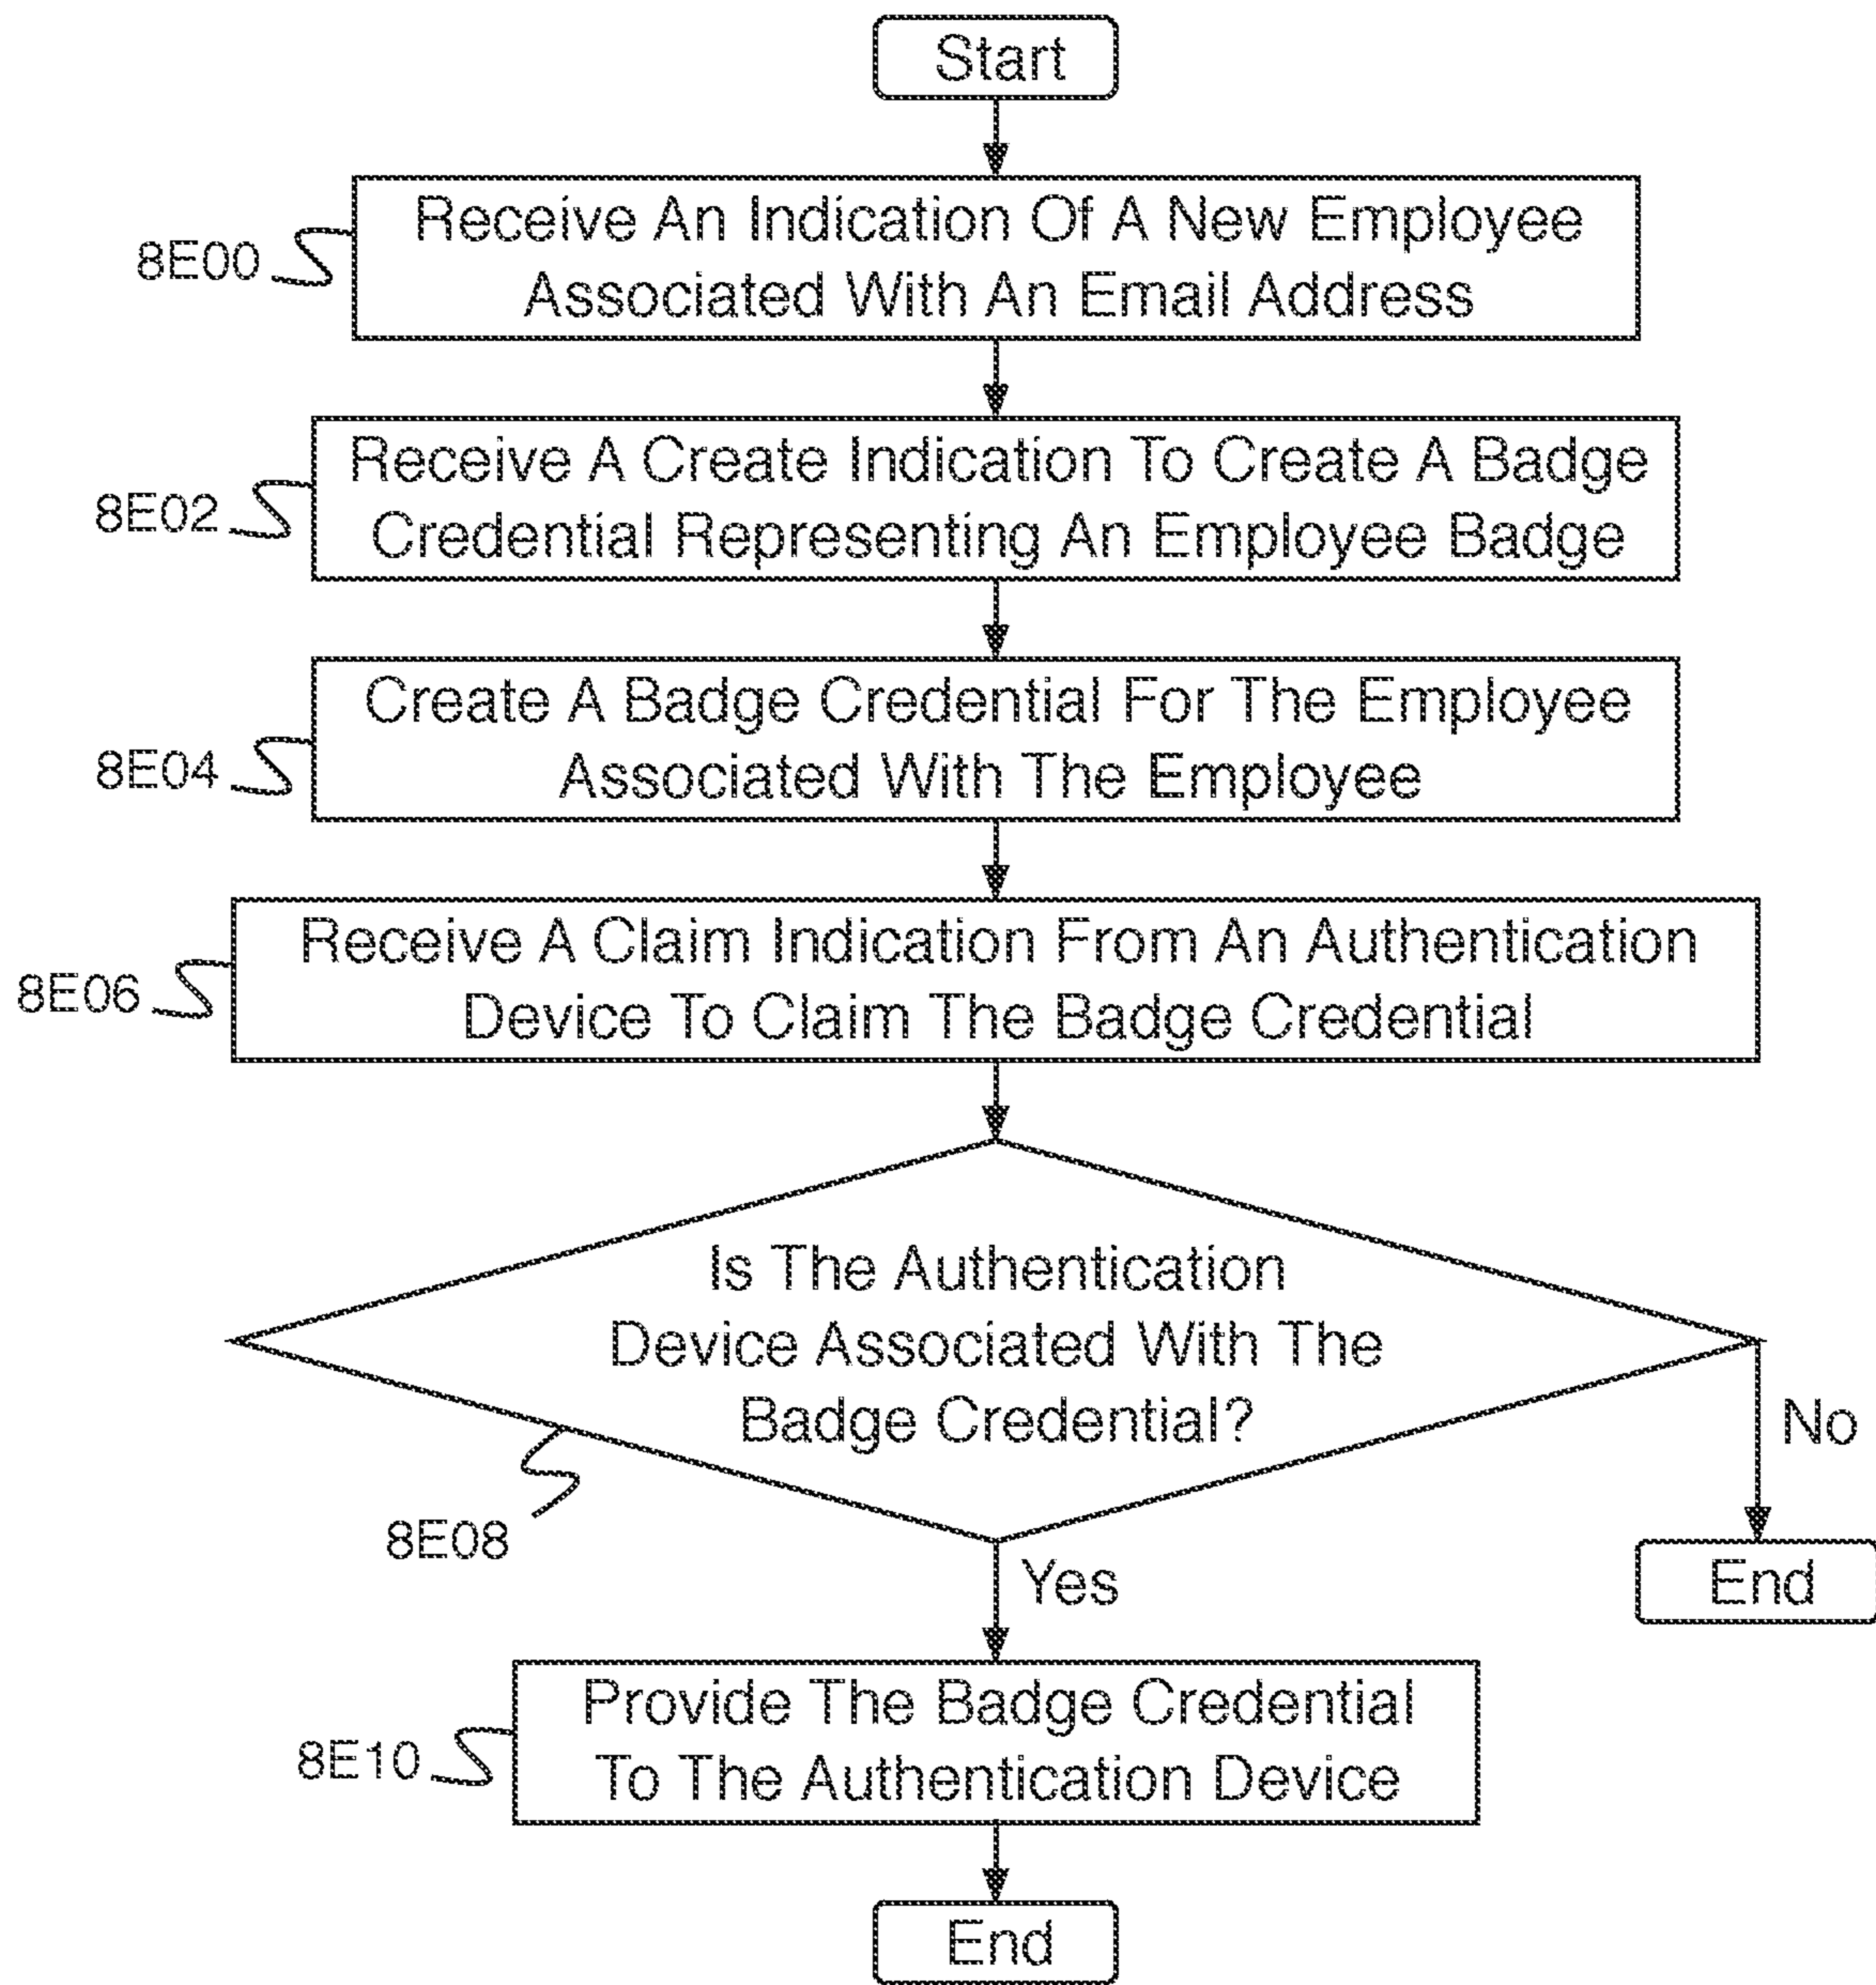 Start
Receive An Indication Of A New Employee
Associated With An Email Address
8E00
Receive A Create Indication To Create A Badge
Credential Representing An Employee Badge
8E02
Create A Badge Credential For The Employee
Associated With The Employee
8E04
Receive A Claim Indication From An Authentication
Device To Claim The Badge Credential
8E06
Is The Authentication
Device Associated With The
Badge Credential?
8E08
No
End
Yes
Provide The Badge Credential
To The Authentication Device
8E10
End